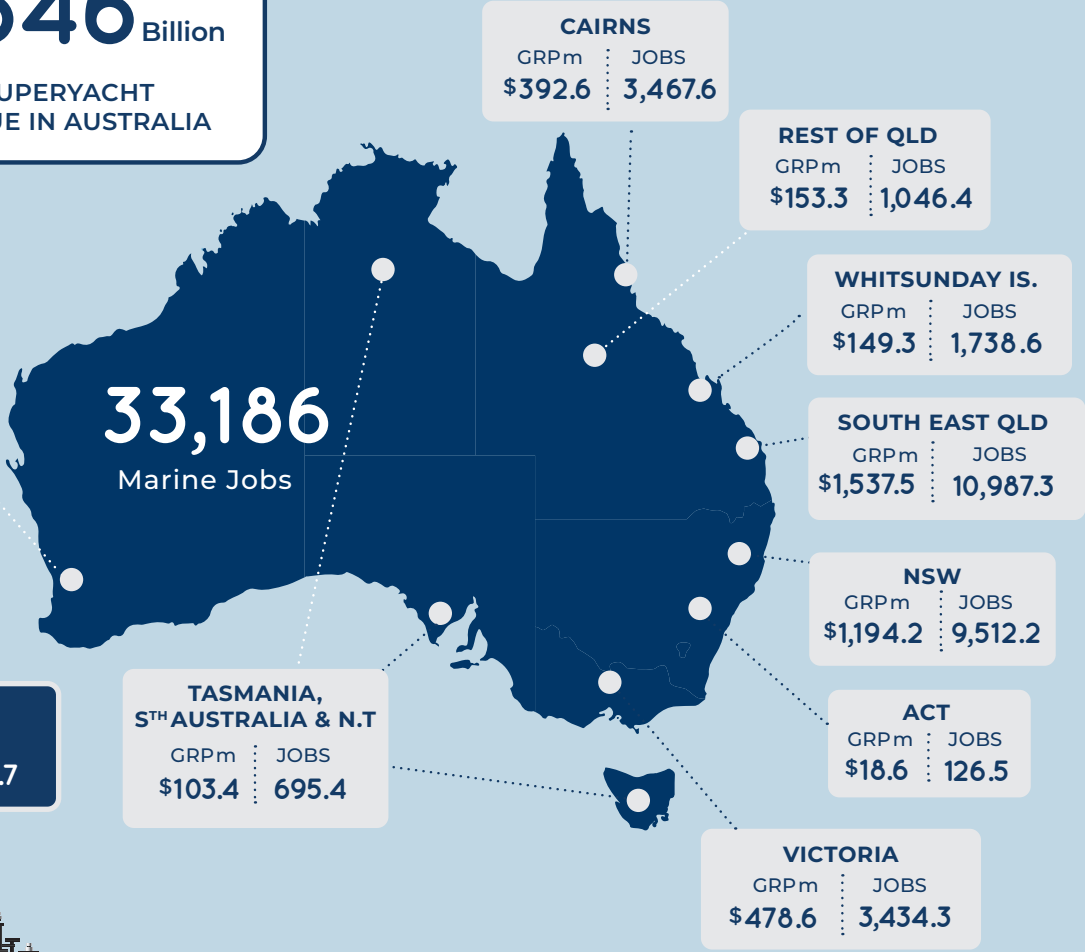 Billion
IN AUSTRALIA
CAIRNS
GRPm JOBS
$392.6 3,467.6
REST OF QLD
GRPm JOBS
$153.3 1,046.4
WHITSUNDAY IS.
GRPm JOBS
$149.3 1,738.6
SOUTH EAST QLD
GRPm JOBS
$1,537.5 10,987.3
33,186
Marine Jobs
NSW
GRPm JOBS
$1,194.2 9,512.2
ACT
GRPm JOBS
$18.6 126.5
TASMANIA,
STH AUSTRALIA & N.T
GRPm JOBS
$103.4 695.4
.7
VICTORIA
GRPm JOBS
$478.6 3,434.3